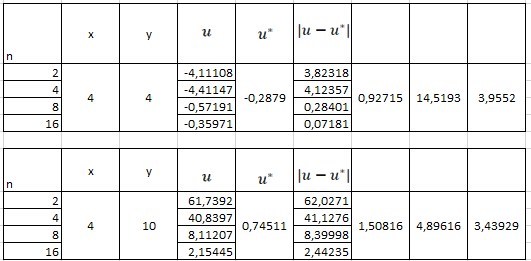 n x y u u* |u − u*|
2 4 4 -4,11108 -0,2879 3,82318 0,92715 14,5193 3,9552
4 -4,41147 4,12357
8 -0,57191 0,28401
16 -0,35971 0,07181
n x y u u* |u − u*|
2 4 10 61,7392 0,74511 62,0271 1,50816 4,89616 3,43929
4 40,8397 41,1276
8 8,11207 8,39998
16 2,15445 2,44235